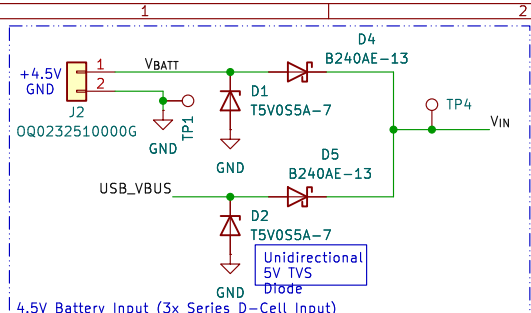 1
2
D4
B240AE-13
+4.5V
GND
1
2
VBATT
J2
OQ0232510000G
TP1
GND
D1
T5V0S5A-7
GND
TP4
VIN
D5
B240AE-13
USB_VBUS
D2
T5V0S5A-7
GND
Unidirectional
5V TVS
Diode
4.5V Battery Input (3x Series D-Cell Input)